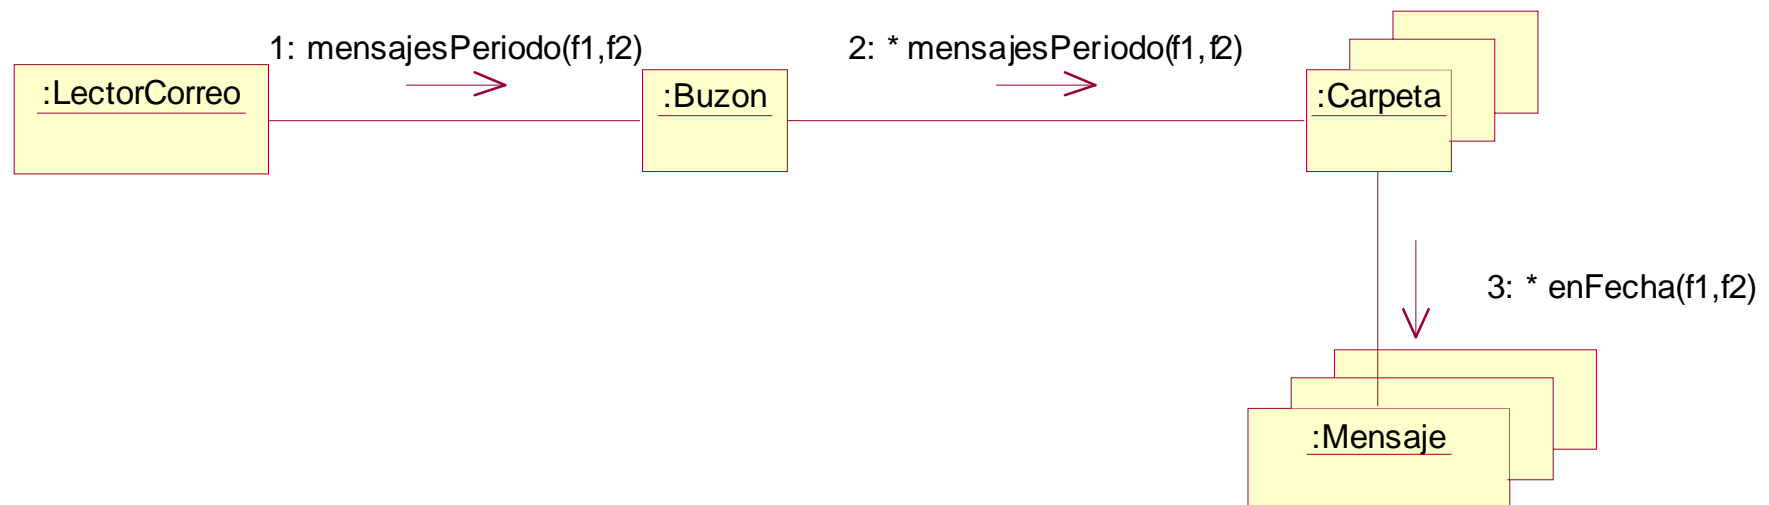 1: mensajesPeriodo(f1,f2)
2: * mensajesPeriodo(f1,f2)
:LectorCorreo
:Buzon
:Carpeta
3: * enFecha(f1,f2)
:Mensaje